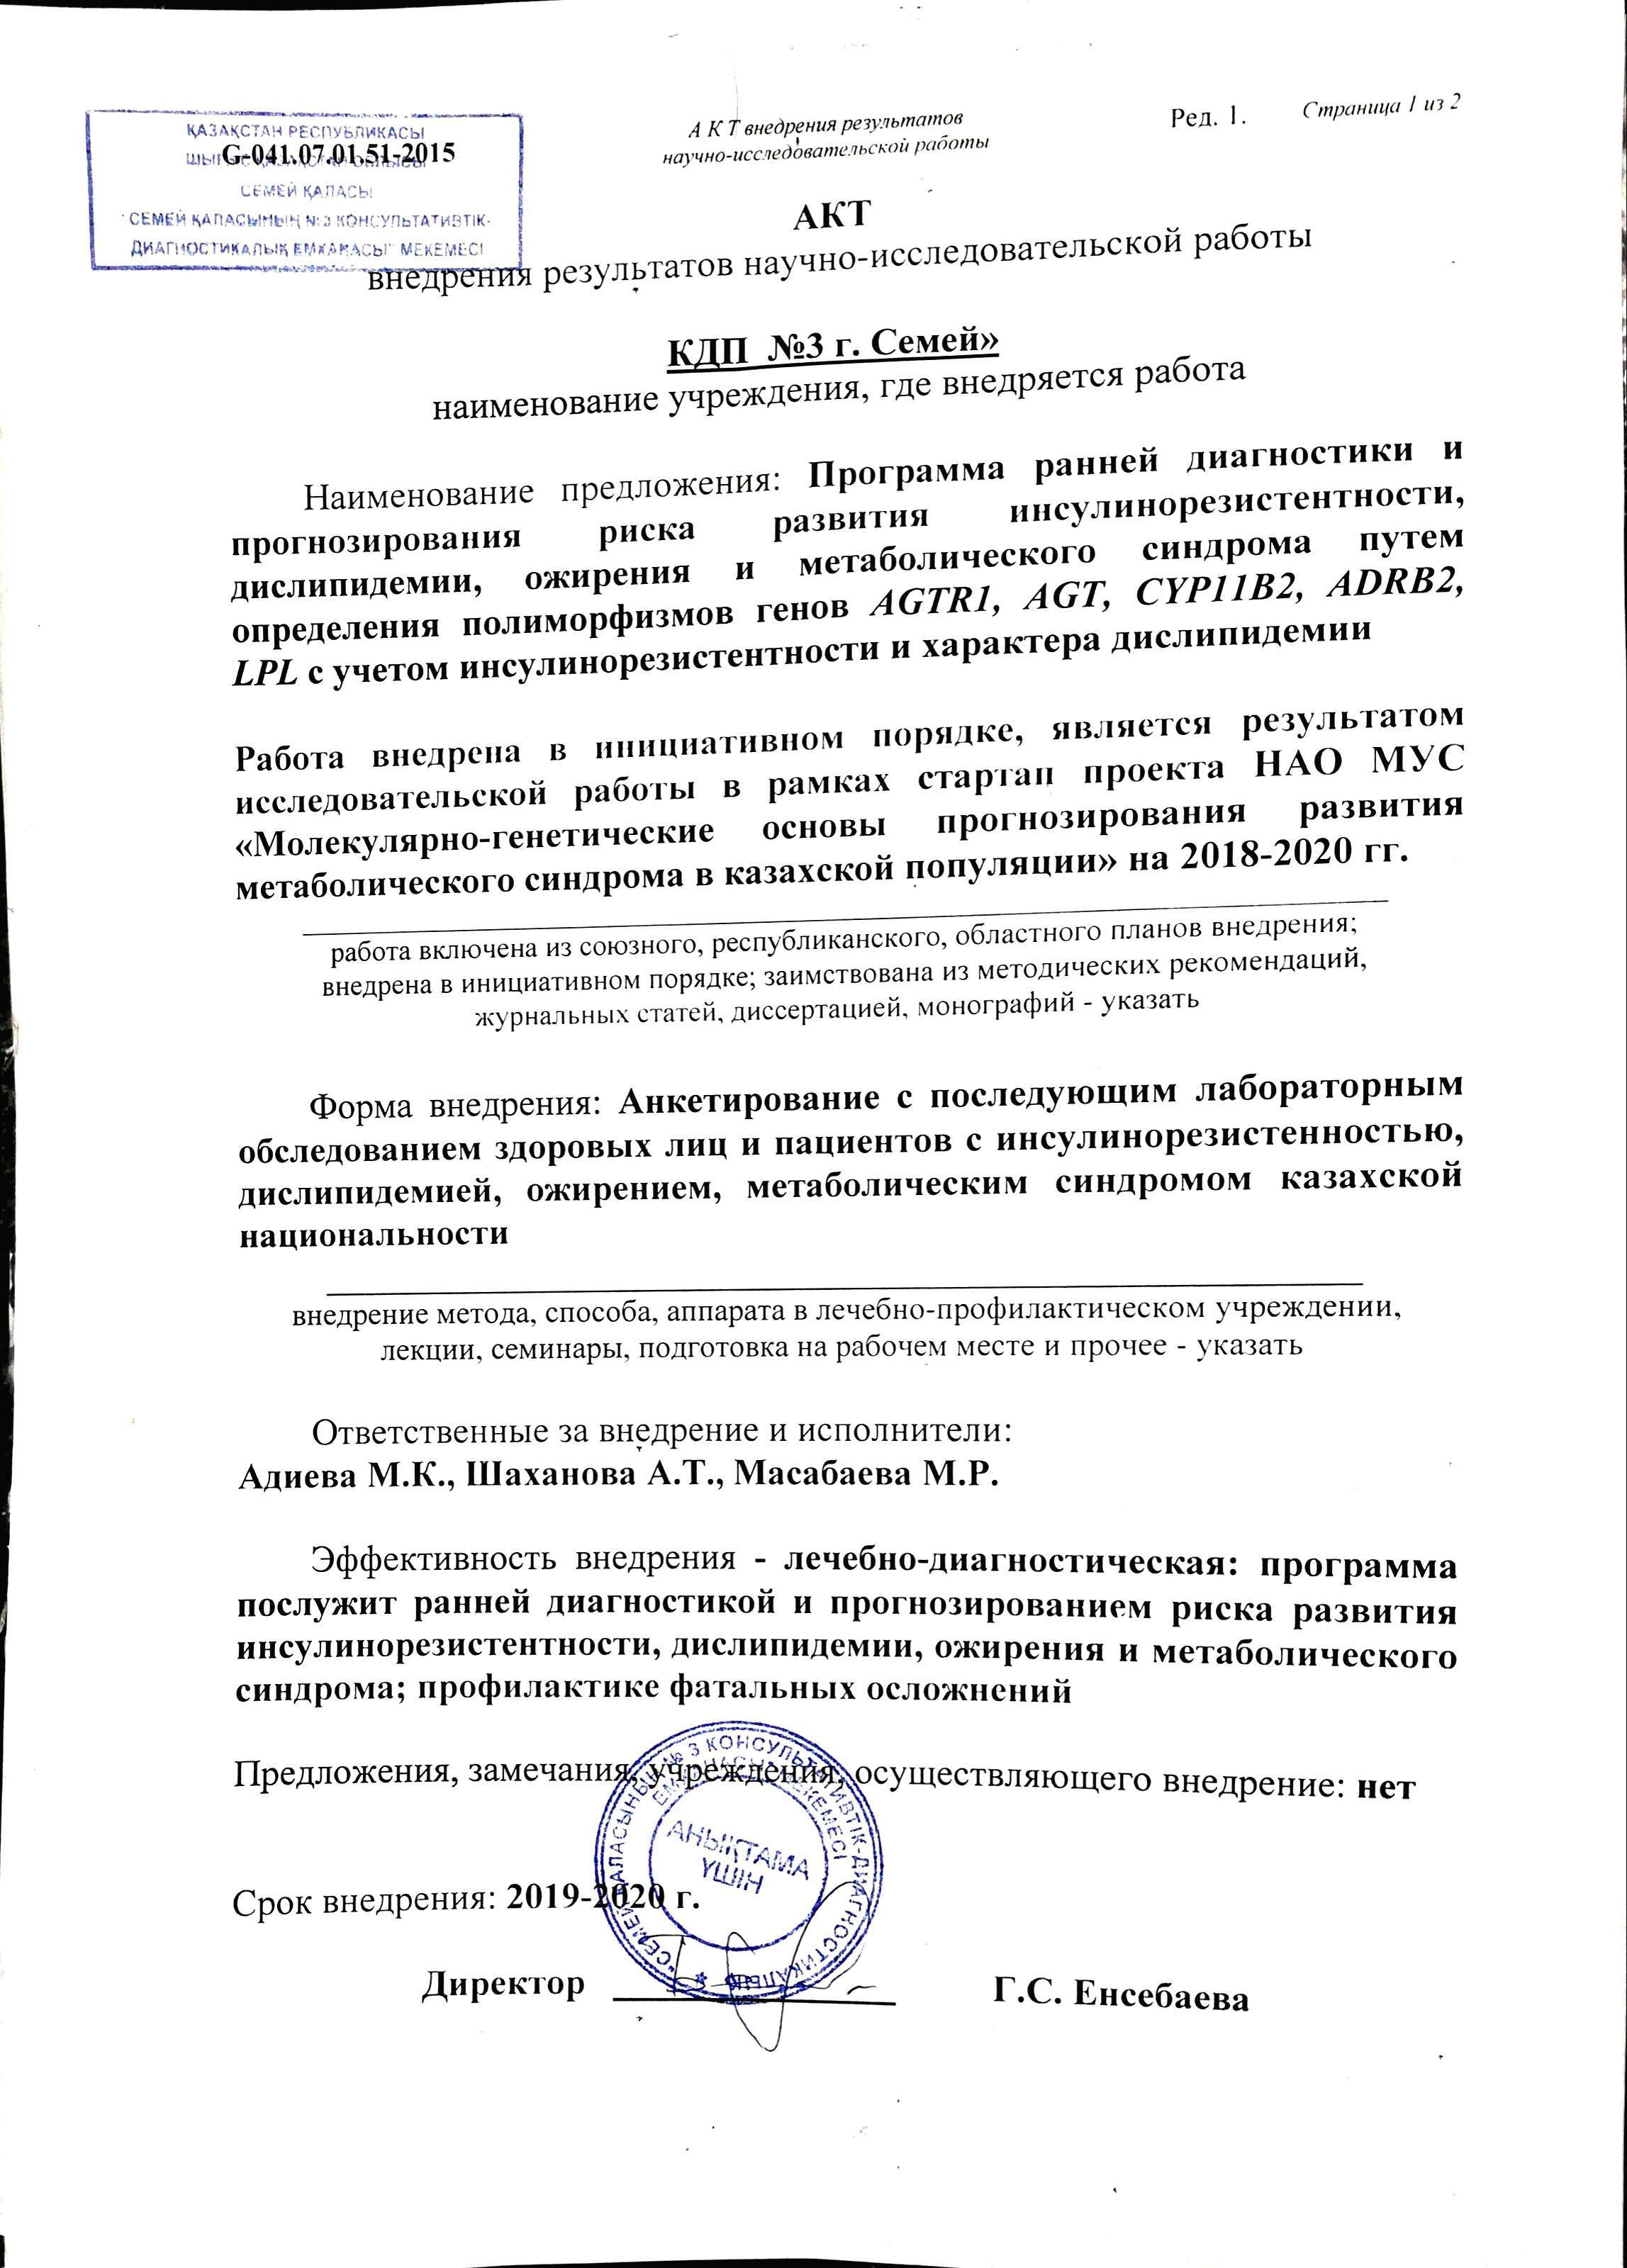 ҚАЗАҚСТАН РЕСПУБЛИКАСЫ
G-041.07.01.51-2015
СЕМЕЙ ҚАЛАСЫ
"СЕМЕЙ ҚАЛАСЫНЫҢ №3 КОНСУЛЬТАТИВТІК-
ДИАГНОСТИКАЛЫҚ ЕМХАНАСЫ" МЕКЕМЕСІ
А К Т внедрения результатов
научно-исследовательской работы
Ред. 1.
Страница 1 из 2
АКТ
внедрения результатов научно-исследовательской работы
КДП №3 г. Семей»
наименование учреждения, где внедряется работа
Наименование предложения: Программа ранней диагностики и
прогнозирования риска развития инсулинорезистентности,
дислипидемии, ожирения и метаболического синдрома путем
определения полиморфизмов генов AGTR1, AGT, CYP11B2, ADRB2,
LPL с учетом инсулинорезистентности и характера дислипидемии
Работа внедрена в инициативном порядке, является результатом
исследовательской работы в рамках стартап проекта НАО МУС
«Молекулярно-генетические основы прогнозирования развития
метаболического синдрома в казахской популяции» на 2018-2020 гг.
работа включена из союзного, республиканского, областного планов внедрения;
внедрена в инициативном порядке; заимствована из методических рекомендаций,
журнальных статей, диссертацией, монографий - указать
Форма внедрения: Анкетирование с последующим лабораторным
обследованием здоровых лиц и пациентов с инсулинорезистенностью,
дислипидемией, ожирением, метаболическим синдромом казахской
национальности
внедрение метода, способа, аппарата в лечебно-профилактическом учреждении,
лекции, семинары, подготовка на рабочем месте и прочее - указать
Ответственные за внедрение и исполнители:
Адиева М.К., Шаханова А.Т., Масабаева М.Р.
Эффективность внедрения - лечебно-диагностическая: программа
послужит ранней диагностикой и прогнозированием риска развития
инсулинорезистентности, дислипидемии, ожирения и метаболического
синдрома; профилактике фатальных осложнений
Предложения, замечания, учреждения, осуществляющего внедрение: нет
"СЕМЕЙ ҚАЛАСЫНЫҢ № 3 КОНСУЛЬТАТИВТІК-ДИАГНОСТИКАЛЫҚ
ЕМХАНАСЫ" МЕКЕМЕСІ
АНЫҚТАМА
ҮШІН
Срок внедрения: 2019-2020 г.
Директор Г.С. Енсебаева